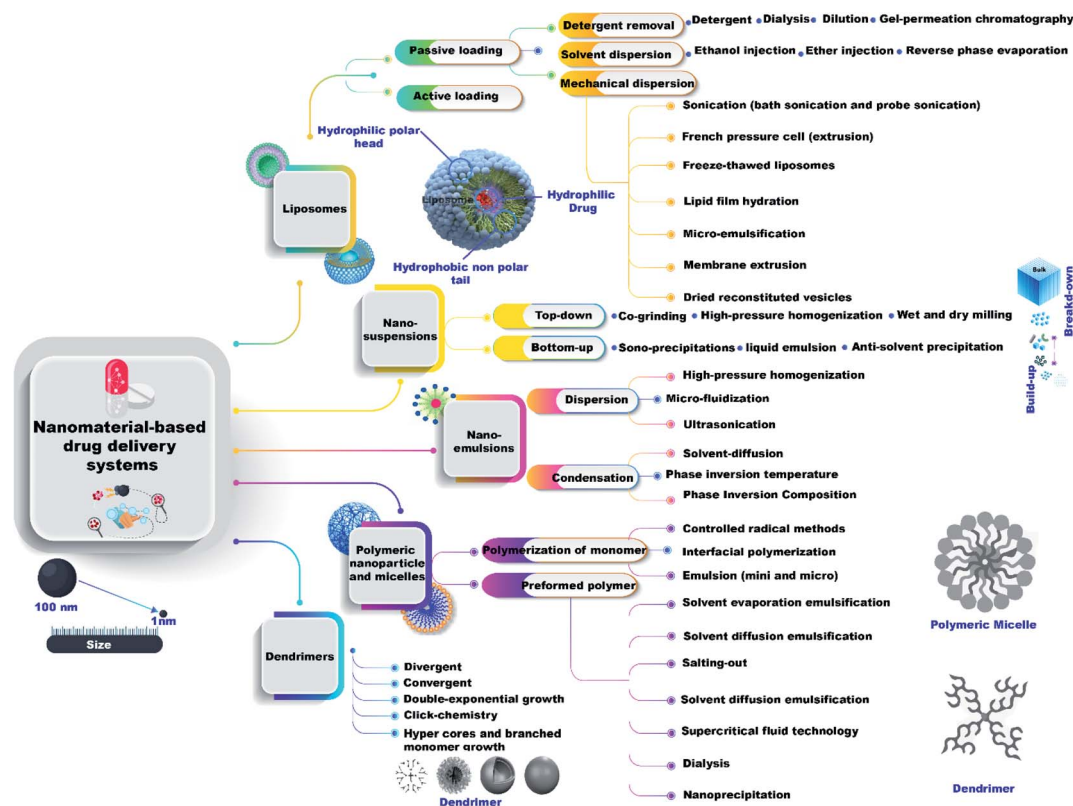 Detergent removal
Detergent • Dialysis • Dilution • Gel-permeation chromatography
Passive loading
Solvent dispersion
Ethanol injection • Ether injection • Reverse phase evaporation
Mechanical dispersion
Active loading
Sonication (bath sonication and probe sonication)
French pressure cell (extrusion)
Freeze-thawed liposomes
Lipid film hydration
Micro-emulsification
Membrane extrusion
Dried reconstituted vesicles
Hydrophilic polar
head
Liposome
Hydrophilic
Drug
Hydrophobic non polar
tail
Liposomes
Nano-
suspensions
Top-down
Co-grinding • High-pressure homogenization • Wet and dry milling
Bottom-up
Sono-precipitations • liquid emulsion • Anti-solvent precipitation
Bulk
Breakd-own
Build-up
Nanomaterial-based
drug delivery
systems
Nano-
emulsions
Dispersion
High-pressure homogenization
Micro-fluidization
Ultrasonication
Condensation
Solvent-diffusion
Phase inversion temperature
Phase Inversion Composition
Polymeric
nanoparticle
and micelles
Polymerization of monomer
Controlled radical methods
Interfacial polymerization
Emulsion (mini and micro)
Preformed polymer
Solvent evaporation emulsification
Solvent diffusion emulsification
Salting-out
Solvent diffusion emulsification
Supercritical fluid technology
Dialysis
Nanoprecipitation
Polymeric Micelle
Dendrimer
100 nm
1nm
Size
Dendrimers
Divergent
Convergent
Double-exponential growth
Click-chemistry
Hyper cores and branched
monomer growth
Dendrimer